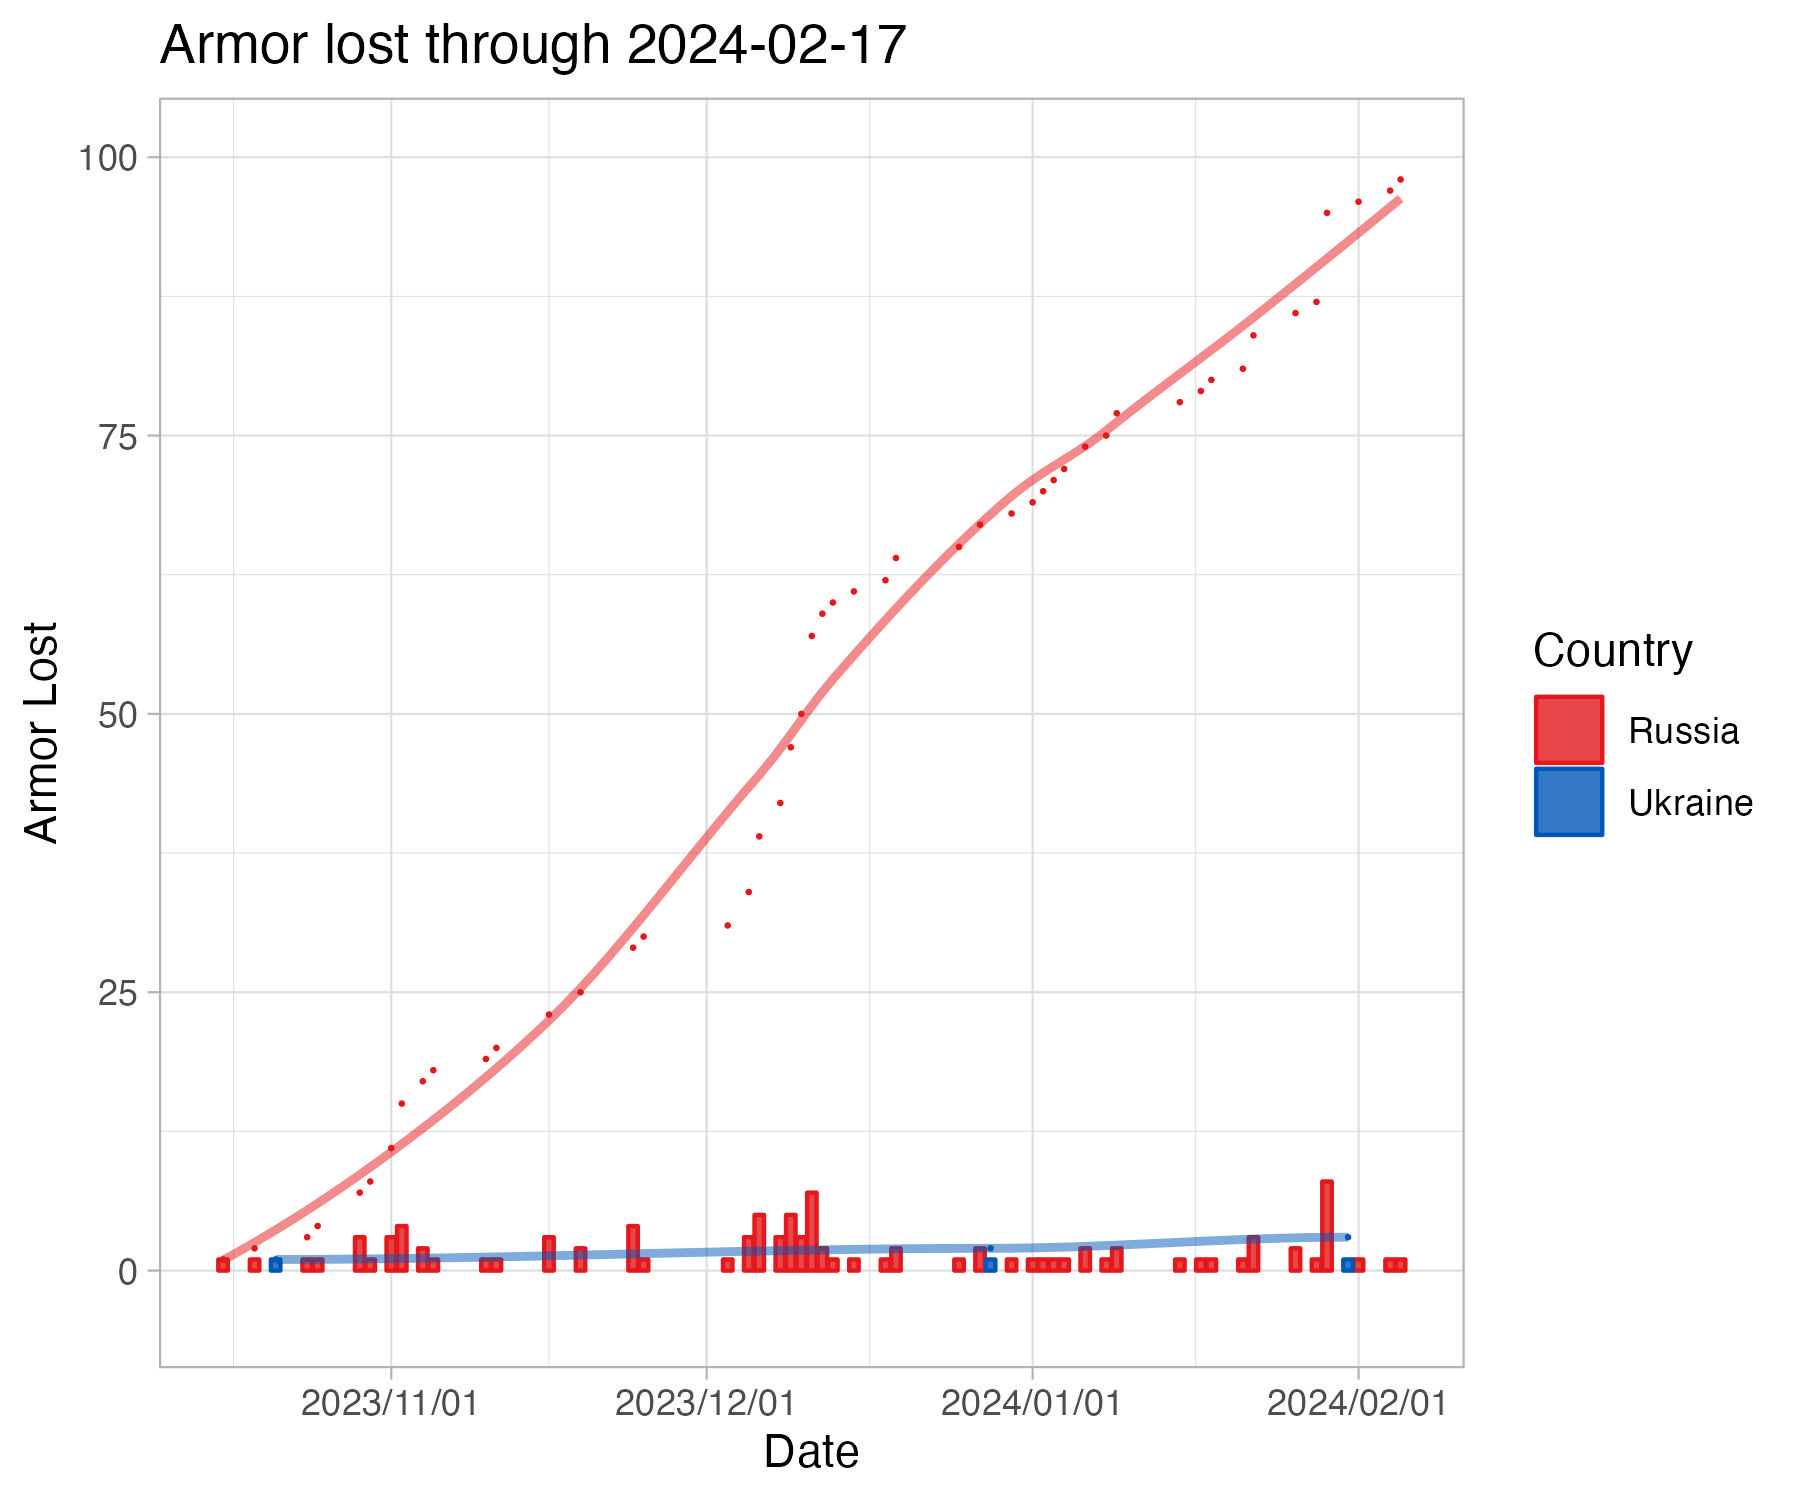 Armor lost through 2024-02-17
100
75
50
25
0
Armor Lost
2023/11/01
2023/12/01
2024/01/01
2024/02/01
Date
Country
Russia
Ukraine